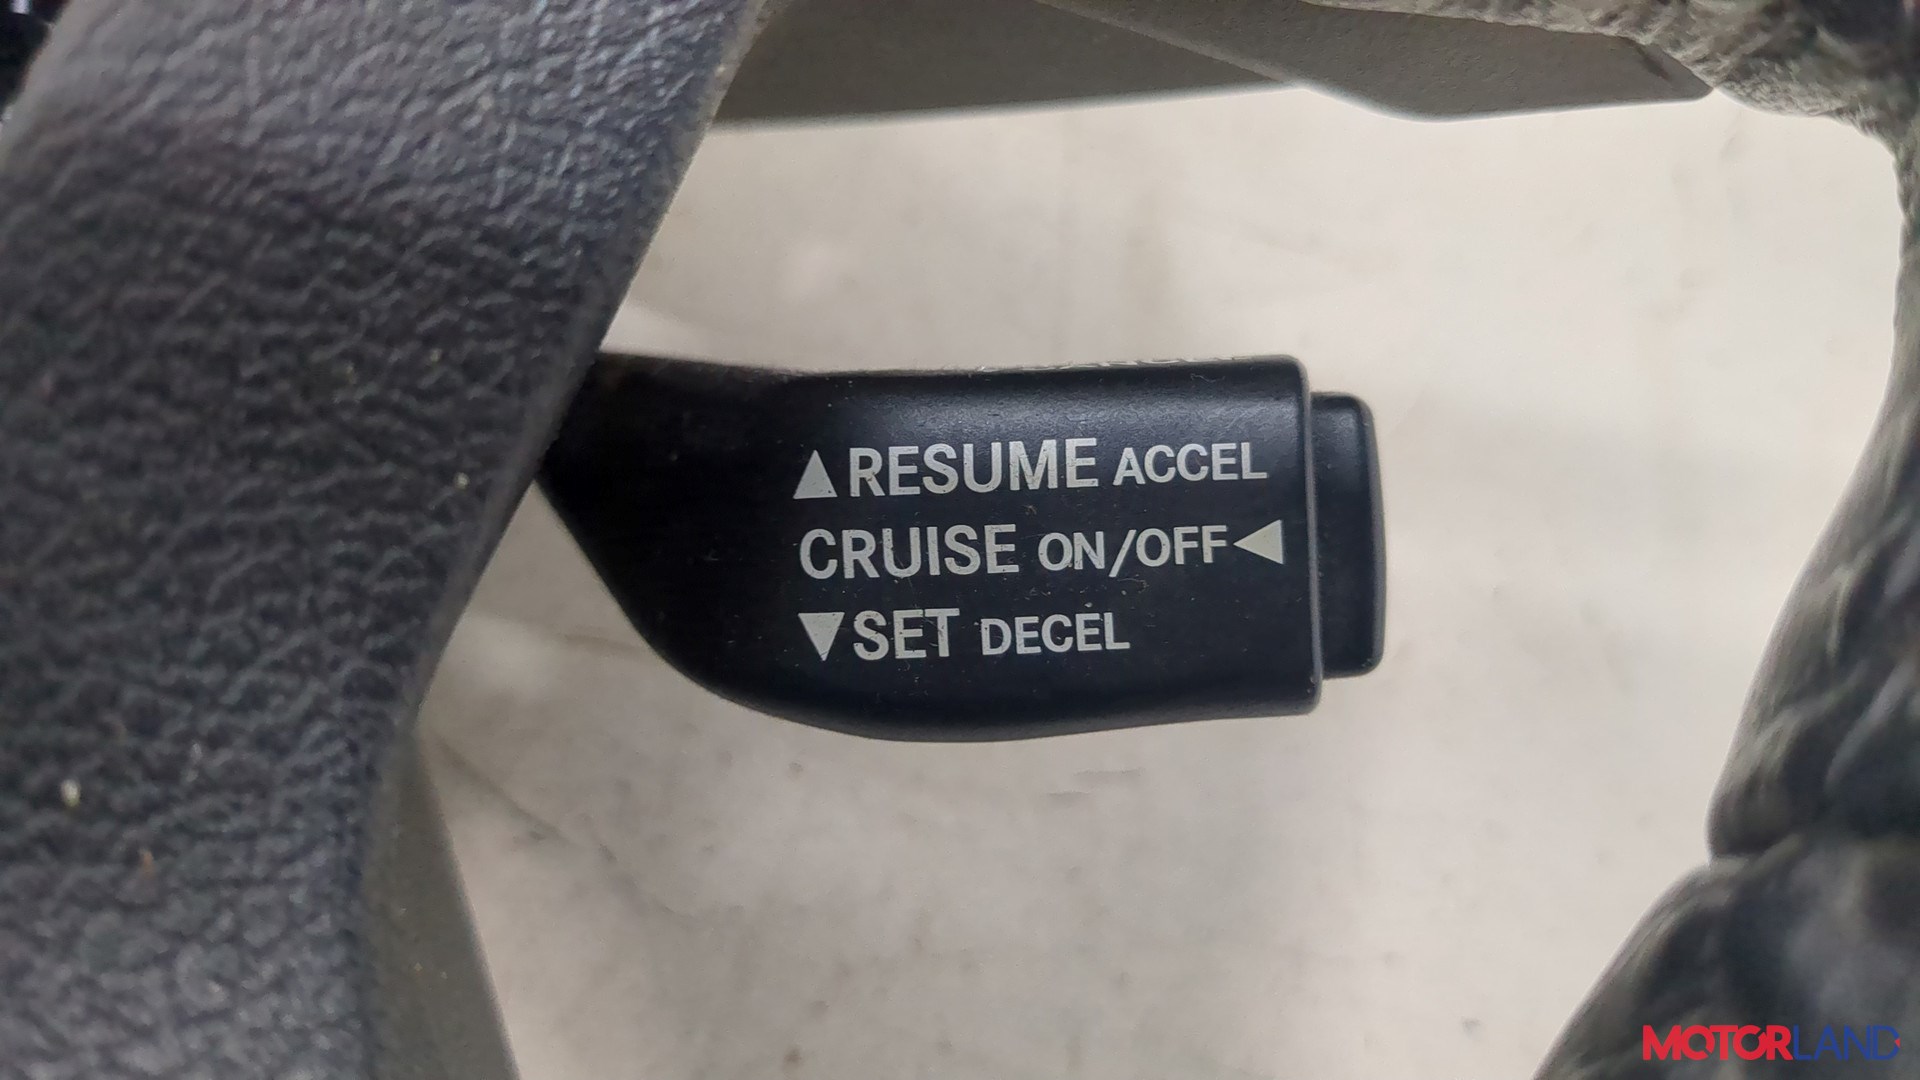 ▲RESUME ACCEL
CRUISE ON/OFF◀
▼SET DECEL
MOTORLAND